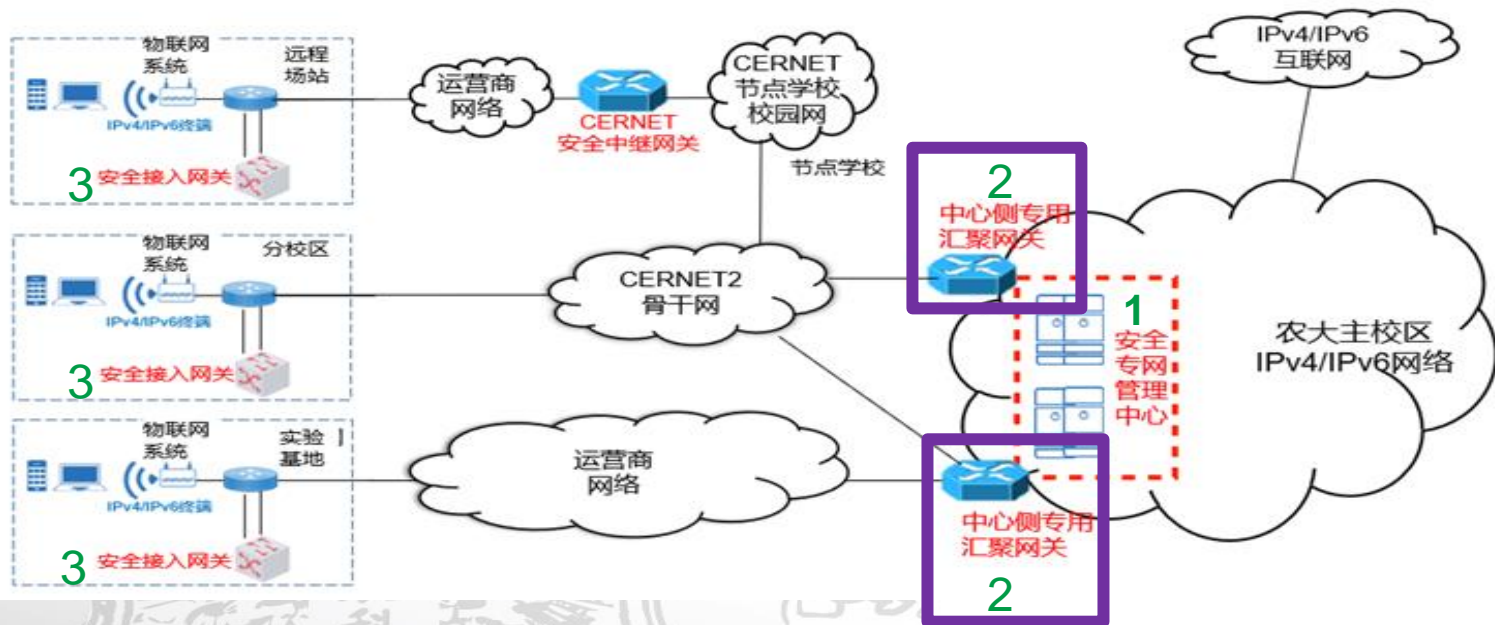 物联网
系统
远程
场站
IPv4/IPv6终端
3
安全接入网关
运营商
网络
CERNET
安全中继网关
CERNET
节点学校
校园网
节点学校
IPv4/IPv6
互联网
物联网
系统
分校区
IPv4/IPv6终端
3
安全接入网关
CERNET2
骨干网
2
中心侧专用
汇聚网关
1
安全
专网
管理
中心
农大主校区
IPv4/IPv6网络
物联网
系统
实验
基地
IPv4/IPv6终端
3
安全接入网关
运营商
网络
中心侧专用
汇聚网关
2